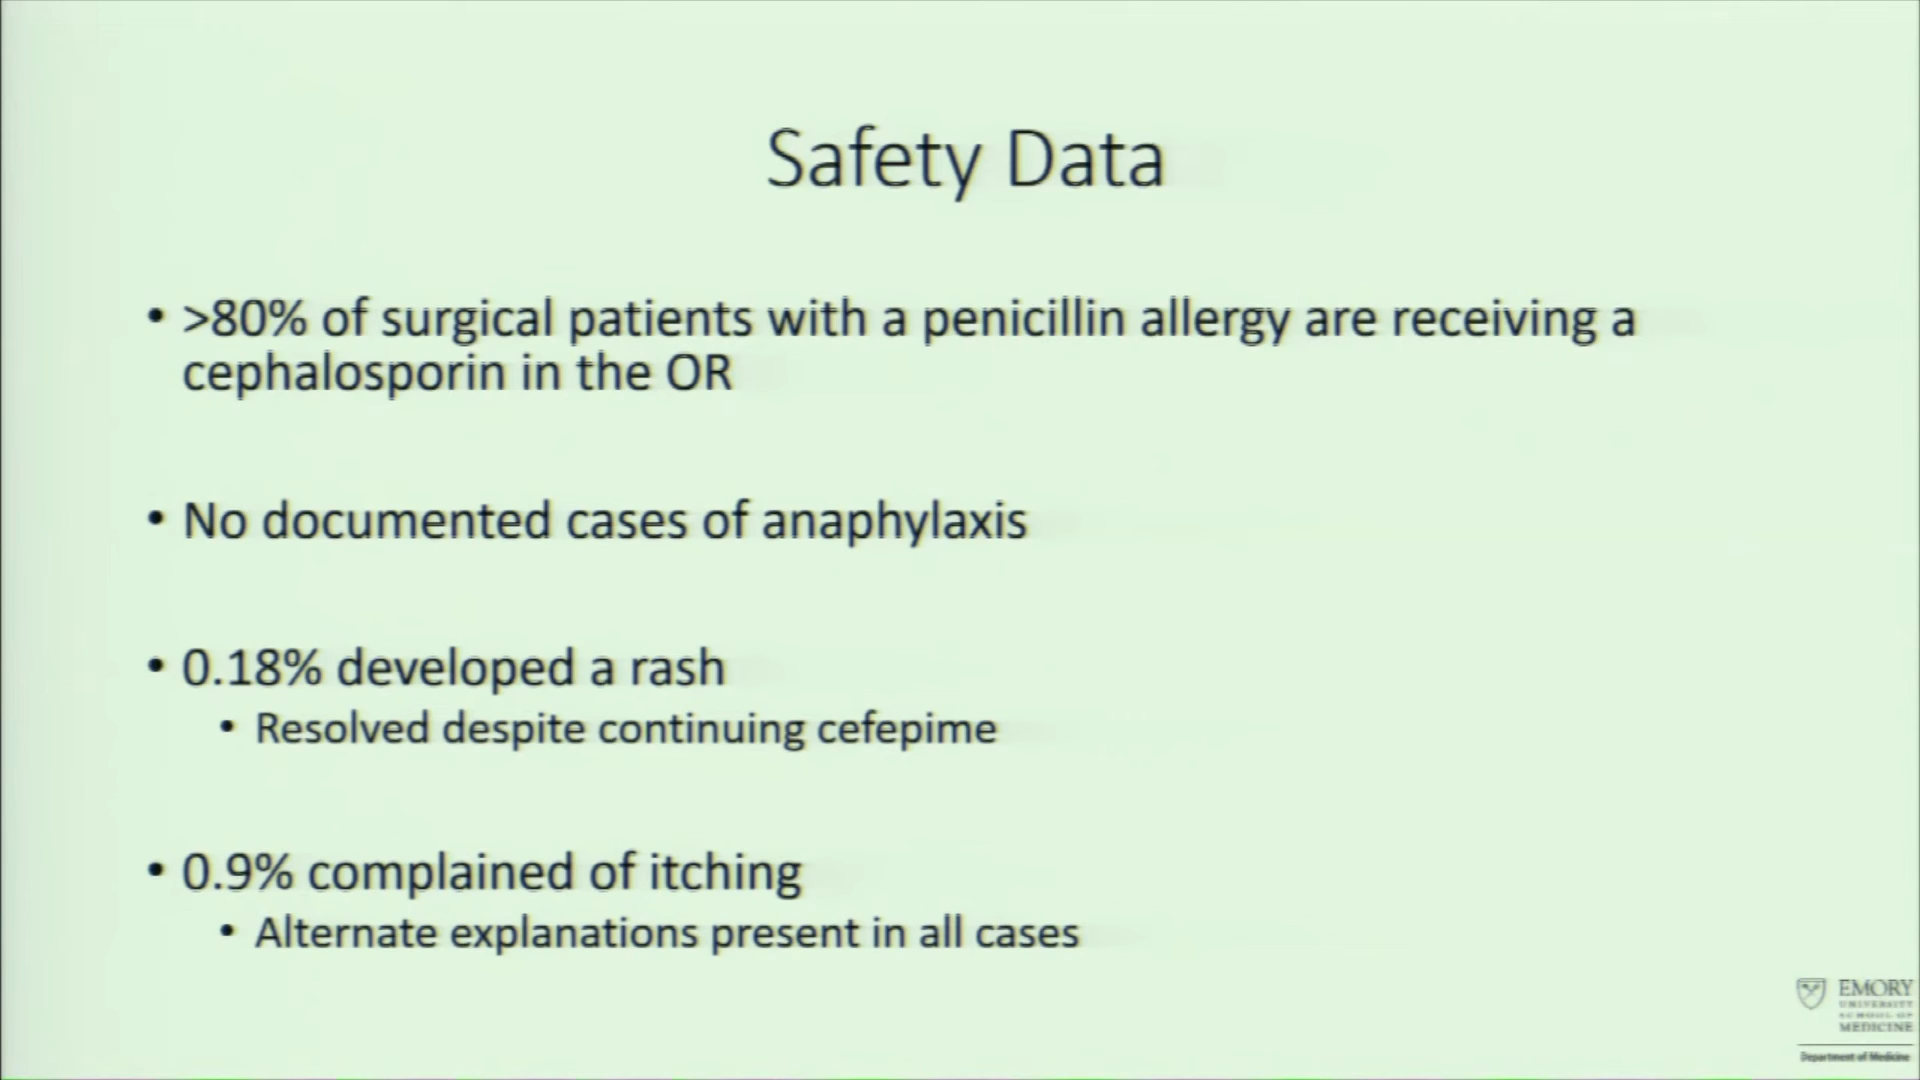 Safety Data
• >80% of surgical patients with a penicillin allergy are receiving a
cephalosporin in the OR
• No documented cases of anaphylaxis
• 0.18% developed a rash
• Resolved despite continuing cefepime
• 0.9% complained of itching
• Alternate explanations present in all cases
EMORY
UNIVERSITY
SCHOOL OF
MEDICINE
Department of Medicine